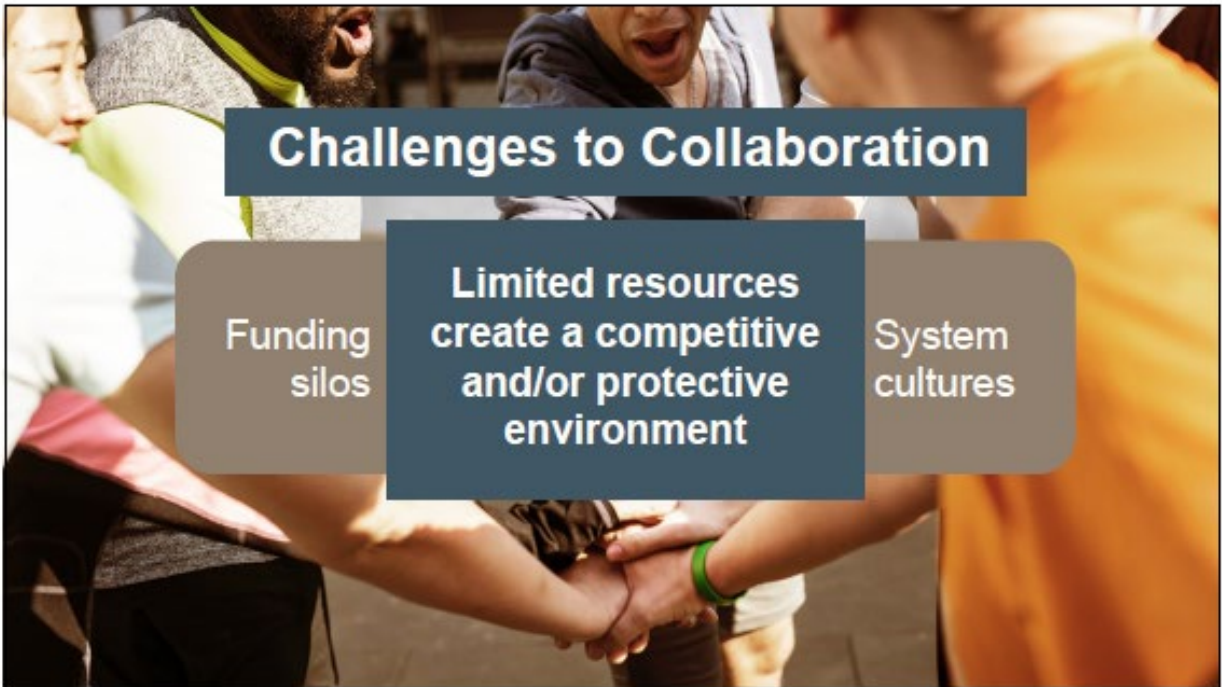 Challenges to Collaboration
Funding
silos
Limited resources
create a competitive
and/or protective
environment
System
cultures